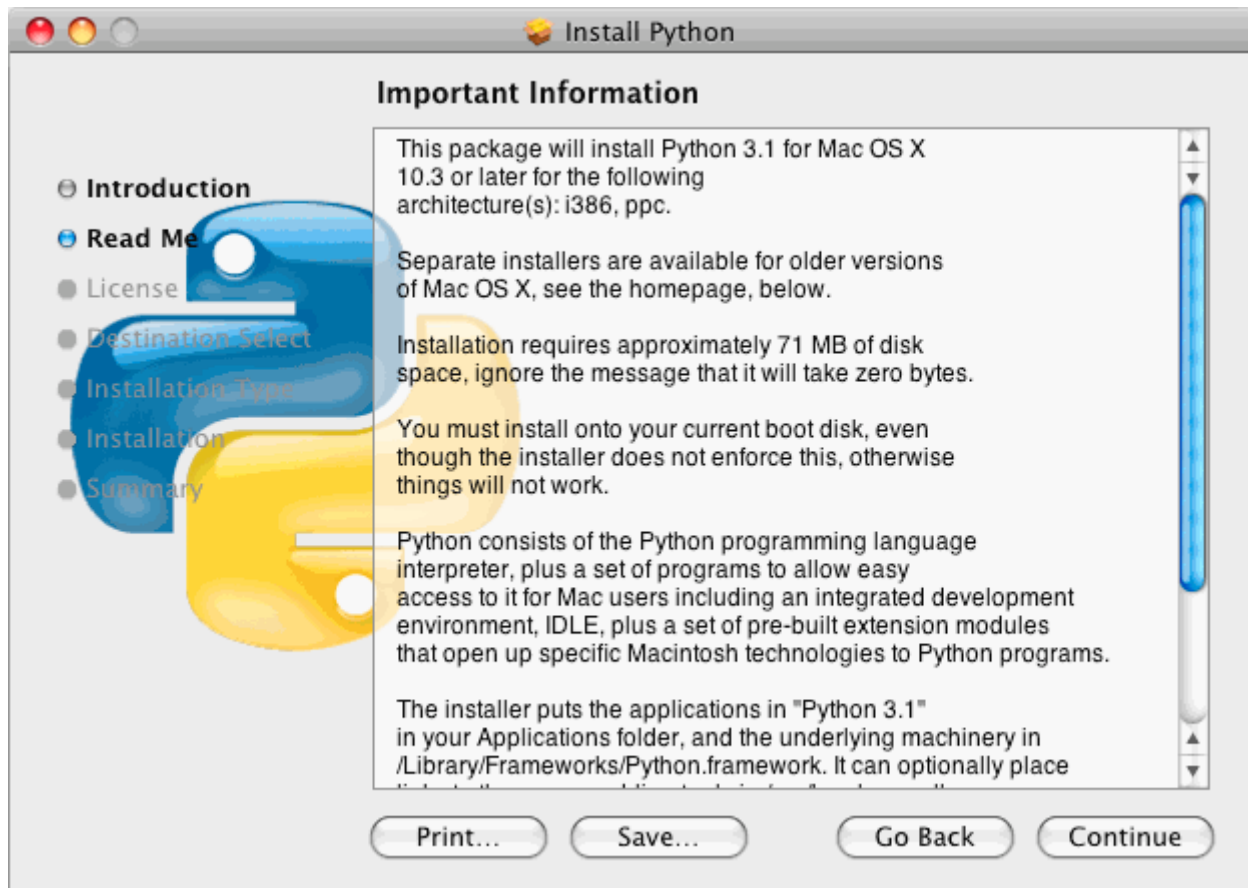 Install Python
Important Information
Introduction
Read Me
License
Destination Select
Installation Type
Installation
Summary
This package will install Python 3.1 for Mac OS X
10.3 or later for the following
architecture(s): i386, ppc.
Separate installers are available for older versions
of Mac OS X, see the homepage, below.
Installation requires approximately 71 MB of disk
space, ignore the message that it will take zero bytes.
You must install onto your current boot disk, even
though the installer does not enforce this, otherwise
things will not work.
Python consists of the Python programming language
interpreter, plus a set of programs to allow easy
access to it for Mac users including an integrated development
environment, IDLE, plus a set of pre-built extension modules
that open up specific Macintosh technologies to Python programs.
The installer puts the applications in "Python 3.1"
in your Applications folder, and the underlying machinery in
/Library/Frameworks/Python.framework. It can optionally place
Print...
Save...
Go Back
Continue